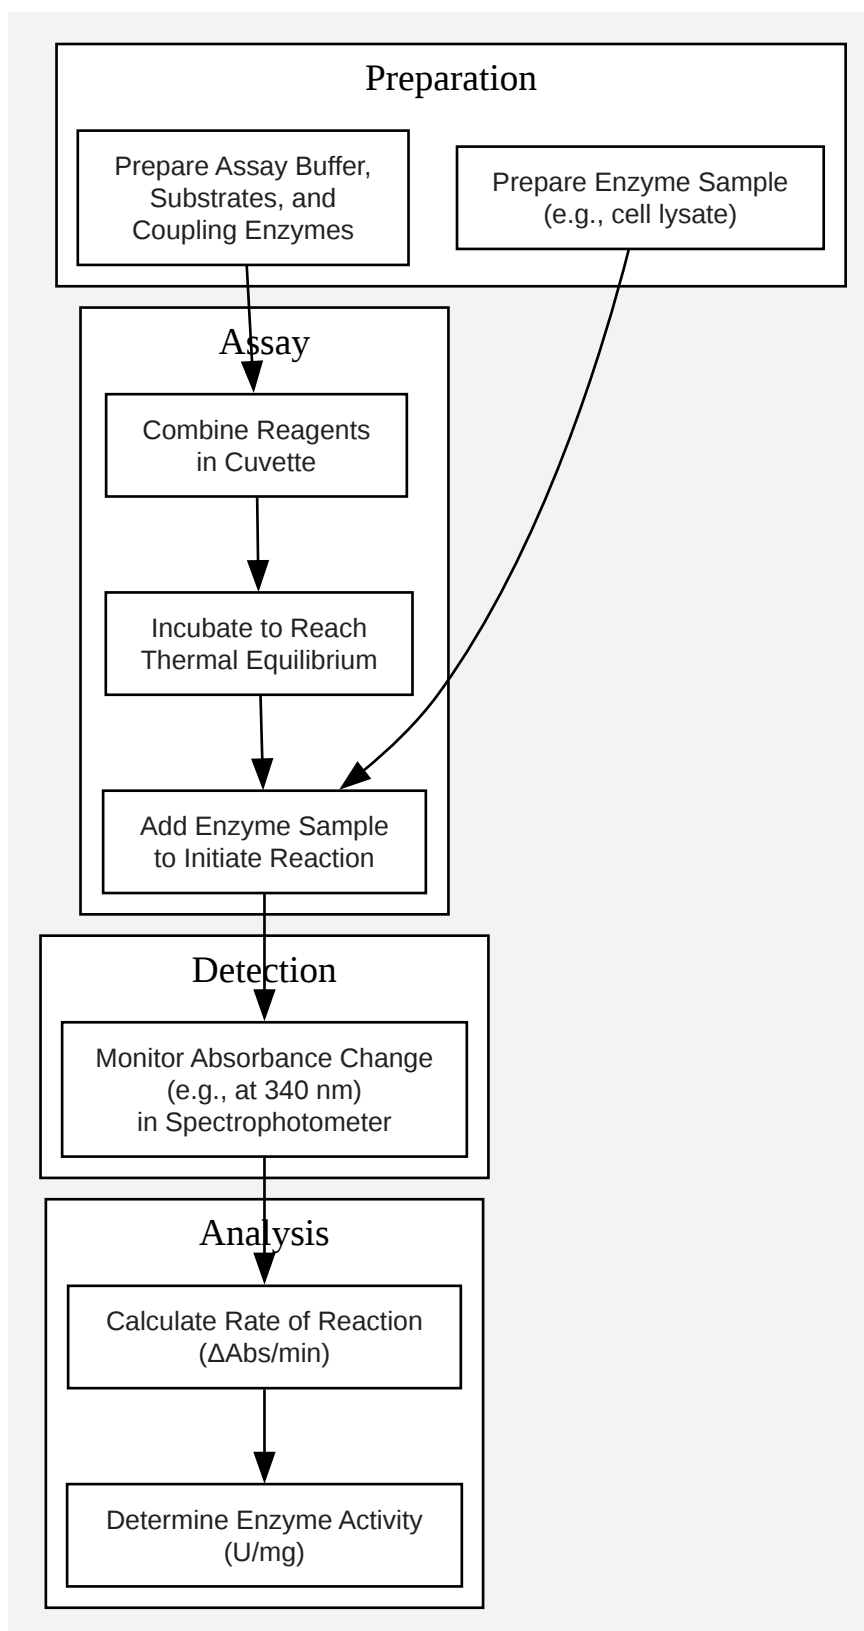 Preparation
Prepare Assay Buffer,
Substrates, and
Coupling Enzymes
Prepare Enzyme Sample
(e.g., cell lysate)
Assay
Combine Reagents
in Cuvette
Incubate to Reach
Thermal Equilibrium
Add Enzyme Sample
to Initiate Reaction
Detection
Monitor Absorbance Change
(e.g., at 340 nm)
in Spectrophotometer
Analysis
Calculate Rate of Reaction
(ΔAbs/min)
Determine Enzyme Activity
(U/mg)